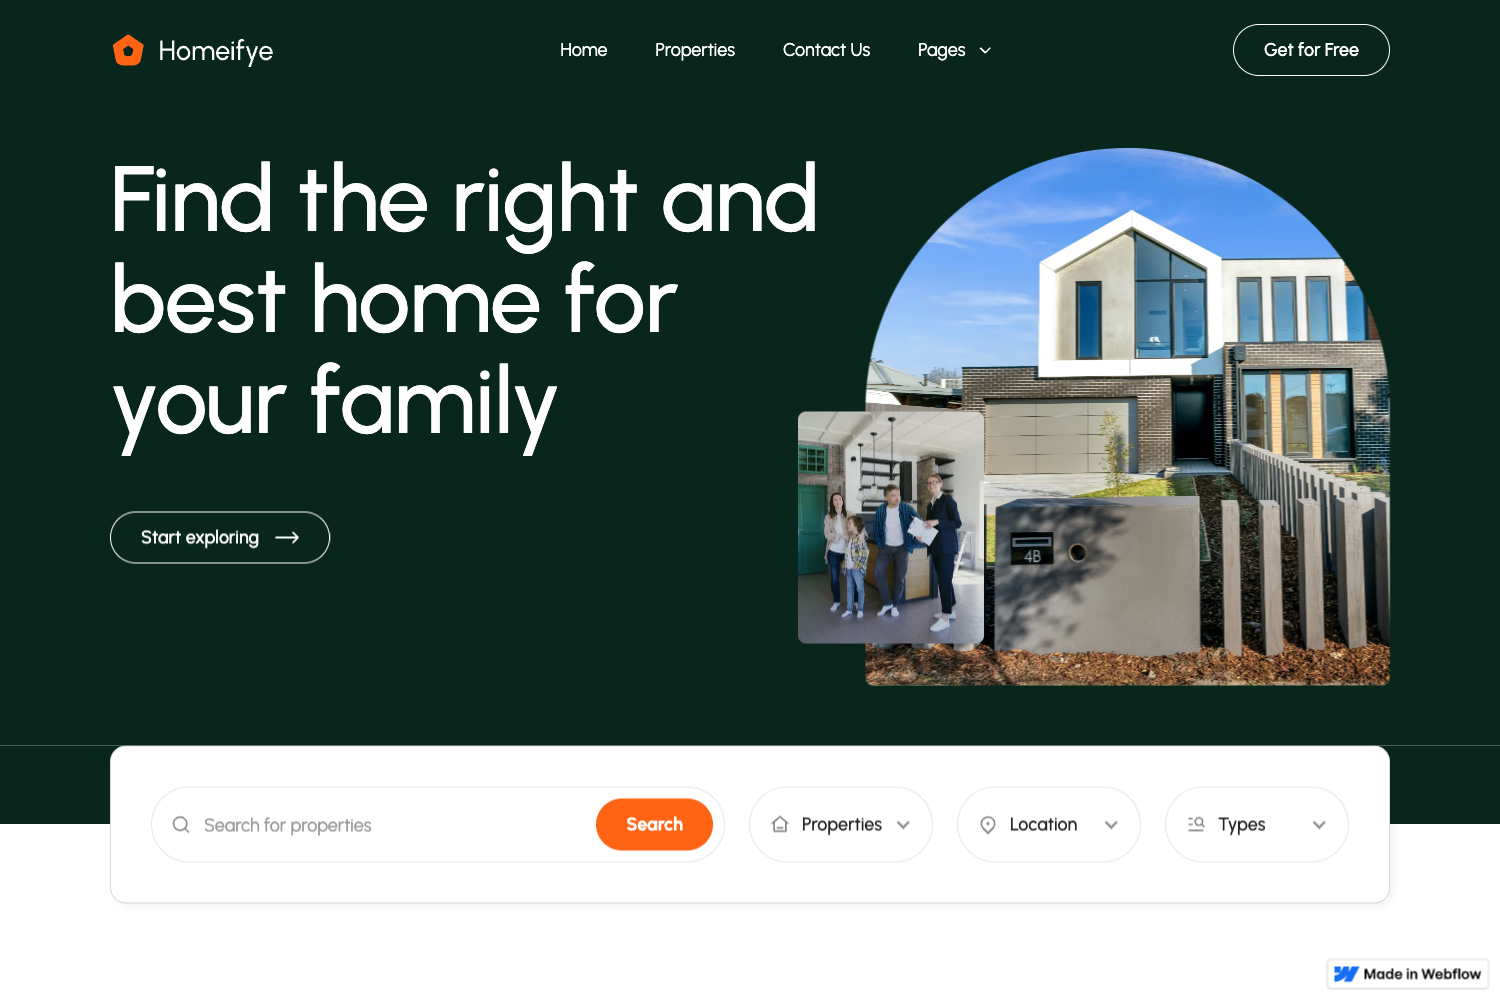 Homeifye
Home
Properties
Contact Us
Pages
Get for Free
Find the right and
best home for
your family
Start exploring
4B
Search for properties
Search
Properties
Location
Types
Made in Webflow